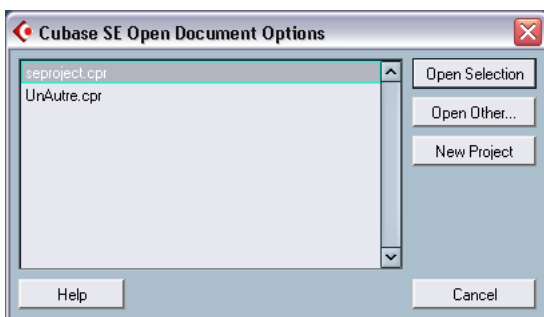 Cubase SE Open Document Options
seproject.cpr
UnAutre.cpr
Open Selection
Open Other...
New Project
Help
Cancel